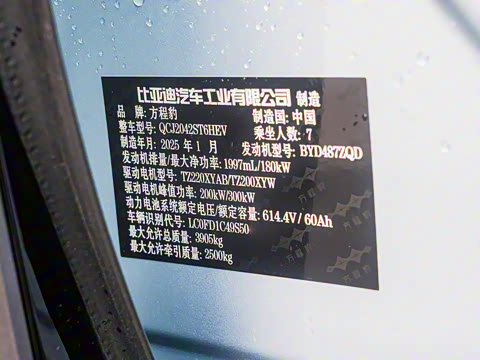 比亚迪汽车工业有限公司 制造
品 牌: 方程豹 制造国: 中国
整车型号: QCJ2042ST6HEV 乘坐人数: 7
制造年月: 2025 年 1 月 发动机型号: BYD487ZQD
发动机排量/最大净功率: 1997mL/180kW
驱动电机型号: TZ220XYAB/TZ200XYW
驱动电机峰值功率: 200kW/300kW
动力电池系统额定电压/额定容量: 614.4V / 60Ah
车辆识别代号: LC0FD1C49S50
最大允许总质量: 3905kg
最大允许牵引质量: 2500kg
方程豹 方程豹